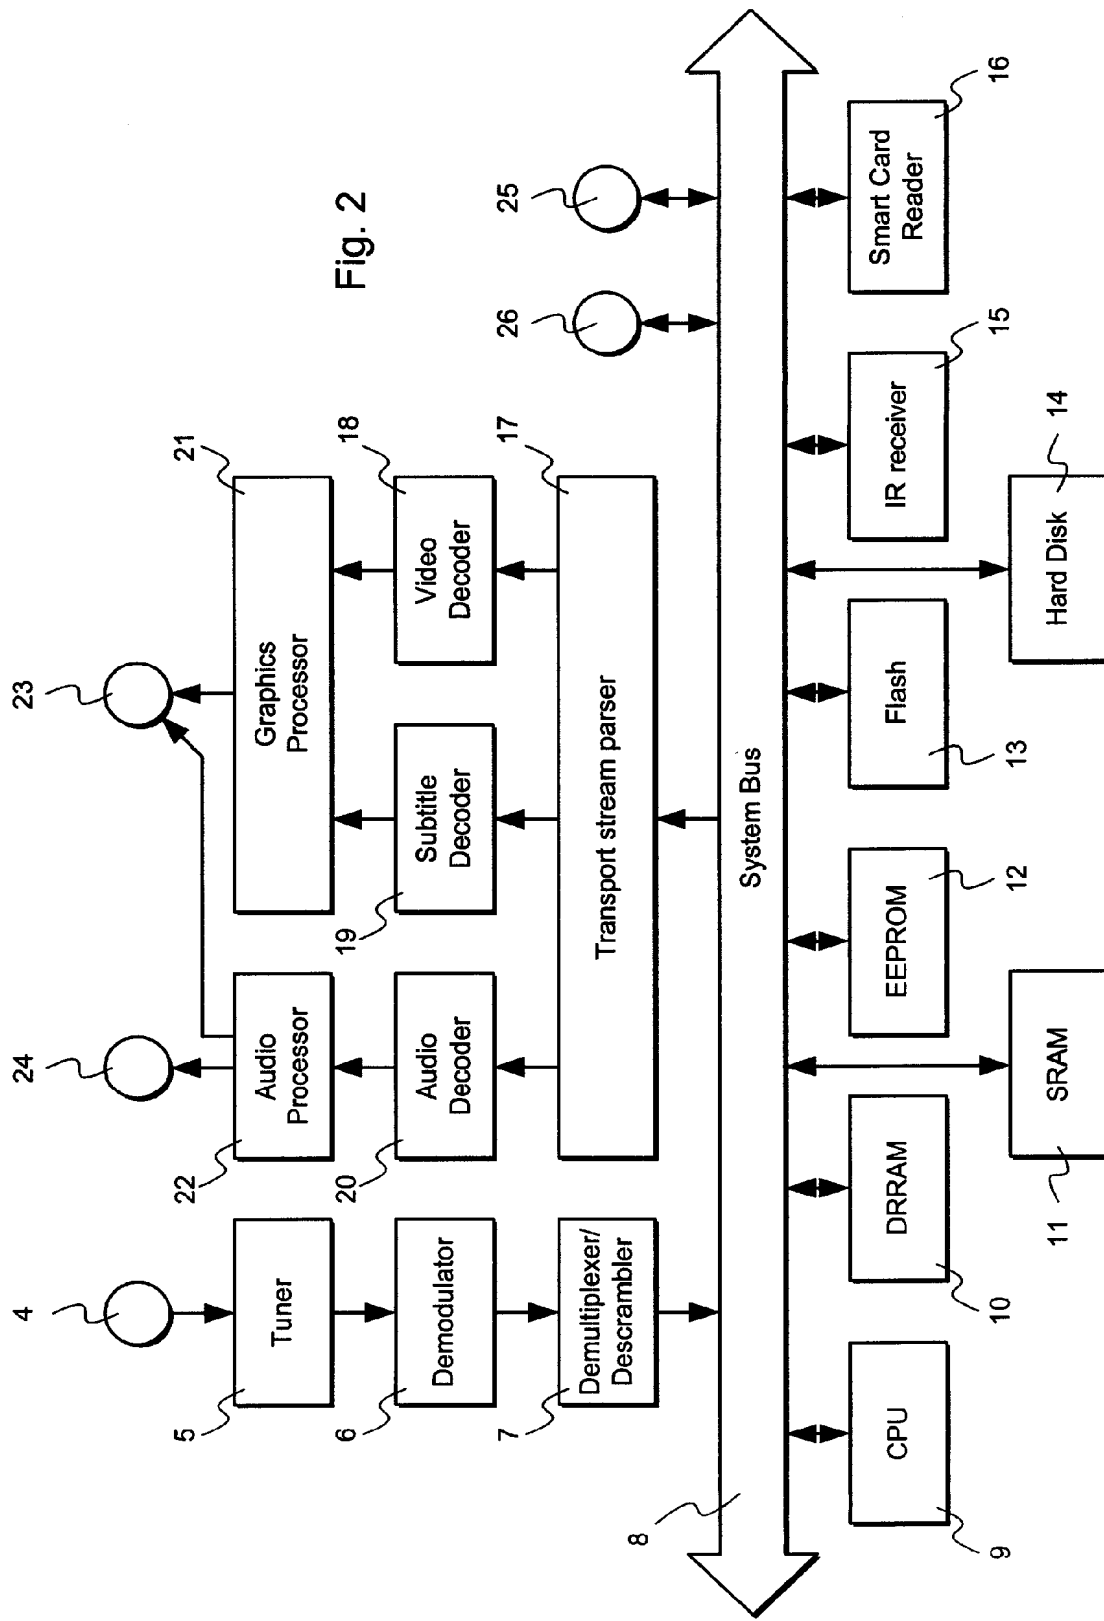 Fig. 2
4
24
23
5
Tuner
22
Audio
Processor
21
Graphics
Processor
6
Demodulator
20
Audio
Decoder
19
Subtitle
Decoder
18
Video
Decoder
7
Demultiplexer/
Descrambler
Transport stream parser
17
26
25
8
System Bus
9
CPU
10
DRRAM
11
SRAM
12
EEPROM
13
Flash
14
Hard Disk
15
IR receiver
16
Smart Card
Reader